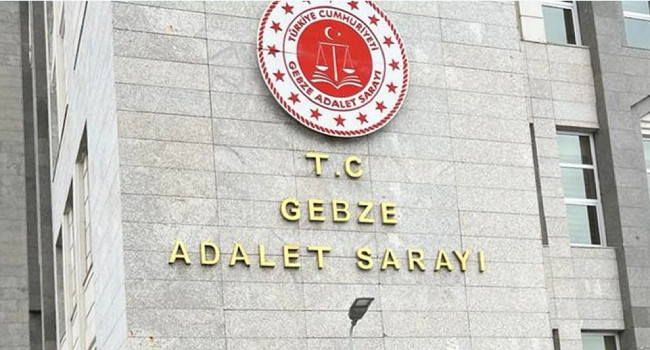 TÜRKİYE CUMHURİYETİ
GEBZE ADALET SARAYI
T.C
GEBZE
ADALET SARAYI